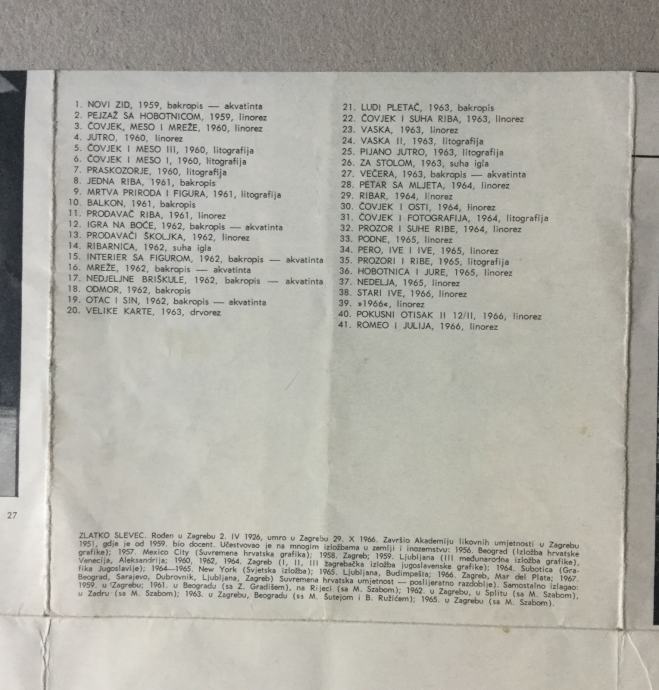 1. NOVI ZID, 1959, bakropis — akvatinta
2. PEJZAŽ SA HOBOTNICOM, 1959, linorez
3. ČOVJEK, MESO I MREŽE, 1960, linorez
4. JUTRO, 1960, linorez
5. ČOVJEK I MESO III, 1960, litografija
6. ČOVJEK I MESO I, 1960, litografija
7. PRASKOZORJE, 1960, litografija
8. JEDNA RIBA, 1961, bakropis
9. MRTVA PRIRODA I FIGURA, 1961, litografija
10. BALKON, 1961, bakropis
11. PRODAVAČ RIBA, 1961, linorez
12. IGRA NA BOĆE, 1962, bakropis — akvatinta
13. PRODAVAČI ŠKOLJKA, 1962, linorez
14. RIBARNICA, 1962, suha igla
15. INTERIER SA FIGUROM, 1962, bakropis — akvatinta
16. MREŽE, 1962, bakropis — akvatinta
17. NEDJELJNE BRIŠKULE, 1962, bakropis — akvatinta
18. ODMOR, 1962, bakropis
19. OTAC I SIN, 1962, bakropis — akvatinta
20. VELIKE KARTE, 1963, drvorez
21. LUDI PLETAČ, 1963, bakropis
22. ČOVJEK I SUHA RIBA, 1963, linorez
23. VASKA, 1963, linorez
24. VASKA II, 1963, litografija
25. PIJANO JUTRO, 1963, litografija
26. ZA STOLOM, 1963, suha igla
27. VEČERA, 1963, bakropis — akvatinta
28. PETAR SA MLJETA, 1964, linorez
29. RIBAR, 1964, linorez
30. ČOVJEK I OSTI, 1964, linorez
31. ČOVJEK I FOTOGRAFIJA, 1964, litografija
32. PROZOR I SUHE RIBE, 1964, linorez
33. PODNE, 1965, linorez
34. PERO, IVE I IVE, 1965, linorez
35. PROZORI I RIBE, 1965, litografija
36. HOBOTNICA I JURE, 1965, linorez
37. NEDELJA, 1965, linorez
38. STARI IVE, 1966, linorez
39. »1966«, linorez
40. POKUSNI OTISAK II 12/II, 1966, linorez
41. ROMEO I JULIJA, 1966, linorez
27
ZLATKO SLEVEC. Rođen u Zagrebu 2. IV 1926, umro u Zagrebu 29. X 1966. Završio Akademiju likovnih umjetnosti u Zagrebu
1951, gdje je od 1959. bio docent. Učestvovao je na mnogim izložbama u zemlji i inozemstvu: 1956. Beograd (Izložba hrvatske
grafike); 1957. Mexico City (Suvremena hrvatska grafika); 1958. Zagreb; 1959. Ljubljana (III međunarodna izložba grafike),
Venecija, Aleksandrija; 1960, 1962, 1964. Zagreb (I, II, III zagrebačka izložba jugoslavenske grafike); 1964. Subotica (Gra-
fika Jugoslavije); 1964—1965. New York (Svjetska izložba); 1965. Ljubljana, Budimpešta; 1966. Zagreb, Mar del Plata; 1967.
Beograd, Sarajevo, Dubrovnik, Ljubljana, Zagreb) Suvremena hrvatska umjetnost — poslijeratno razdoblje). Samostalno izlagao:
1959. u Zagrebu; 1961. u Beogradu (sa Z. Gradišem), na Rijeci (sa M. Szabom); 1962. u Zagrebu, u Splitu (sa M. Szabom),
u Zadru (sa M. Szabom); 1963. u Zagrebu, Beogradu (sa M. Šutejom i B. Ružićem); 1965. u Zagrebu (sa M. Szabom).